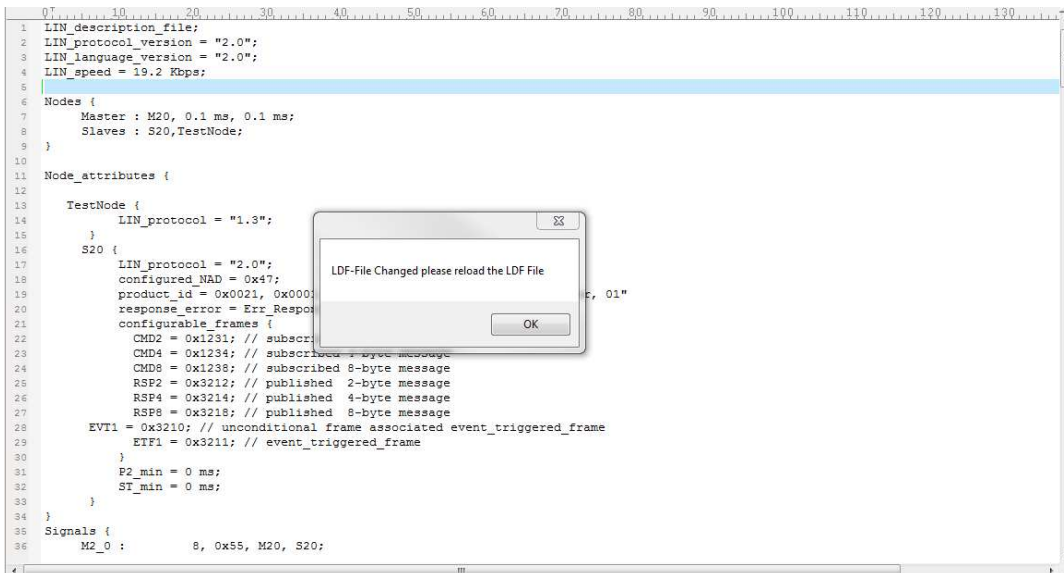 0 10 20 30 40 50 60 70 80 90 100 110 120 130
1 LIN_description_file;
2 LIN_protocol_version = "2.0";
3 LIN_language_version = "2.0";
4 LIN_speed = 19.2 Kbps;
5
6 Nodes {
7 Master : M20, 0.1 ms, 0.1 ms;
8 Slaves : S20,TestNode;
9 }
10
11 Node_attributes {
12
13 TestNode {
14 LIN_protocol = "1.3";
15 }
16 S20 {
17 LIN_protocol = "2.0";
18 configured_NAD = 0x47;
19 product_id = 0x0021, , 01"
20 response_error =
21 configurable_frames {
22 CMD2 = 0x1231; //
23 CMD4 = 0x1234; // subscribed 4-byte message
24 CMD8 = 0x1238; // subscribed 8-byte message
25 RSP2 = 0x3212; // published 2-byte message
26 RSP4 = 0x3214; // published 4-byte message
27 RSP8 = 0x3218; // published 8-byte message
28 EVT1 = 0x3210; // unconditional frame associated event_triggered_frame
29 ETF1 = 0x3211; // event_triggered_frame
30 }
31 P2_min = 0 ms;
32 ST_min = 0 ms;
33 }
34 }
35 Signals {
36 M2_0 : 8, 0x55, M20, S20;
LDF-File Changed please reload the LDF File
OK